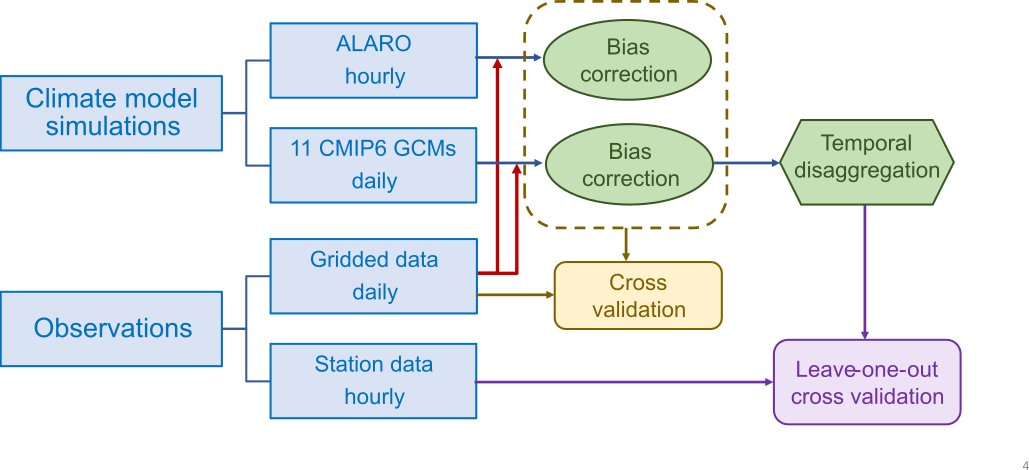 Climate model
simulations
ALARO
hourly
11 CMIP6 GCMs
daily
Bias
correction
Bias
correction
Temporal
disaggregation
Observations
Gridded data
daily
Station data
hourly
Cross
validation
Leave-one-out
cross validation
4